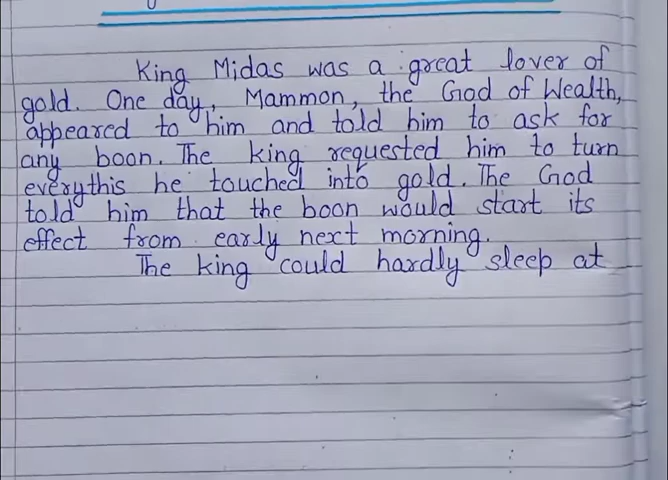 King Midas was a great lover of
gold. One day, Mammon, the God of Wealth,
appeared to him and told him to ask for
any boon. The king requested him to turn
everythis he touched into gold. The God
told him that the boon would start its
effect from early next morning.
The king could hardly sleep at